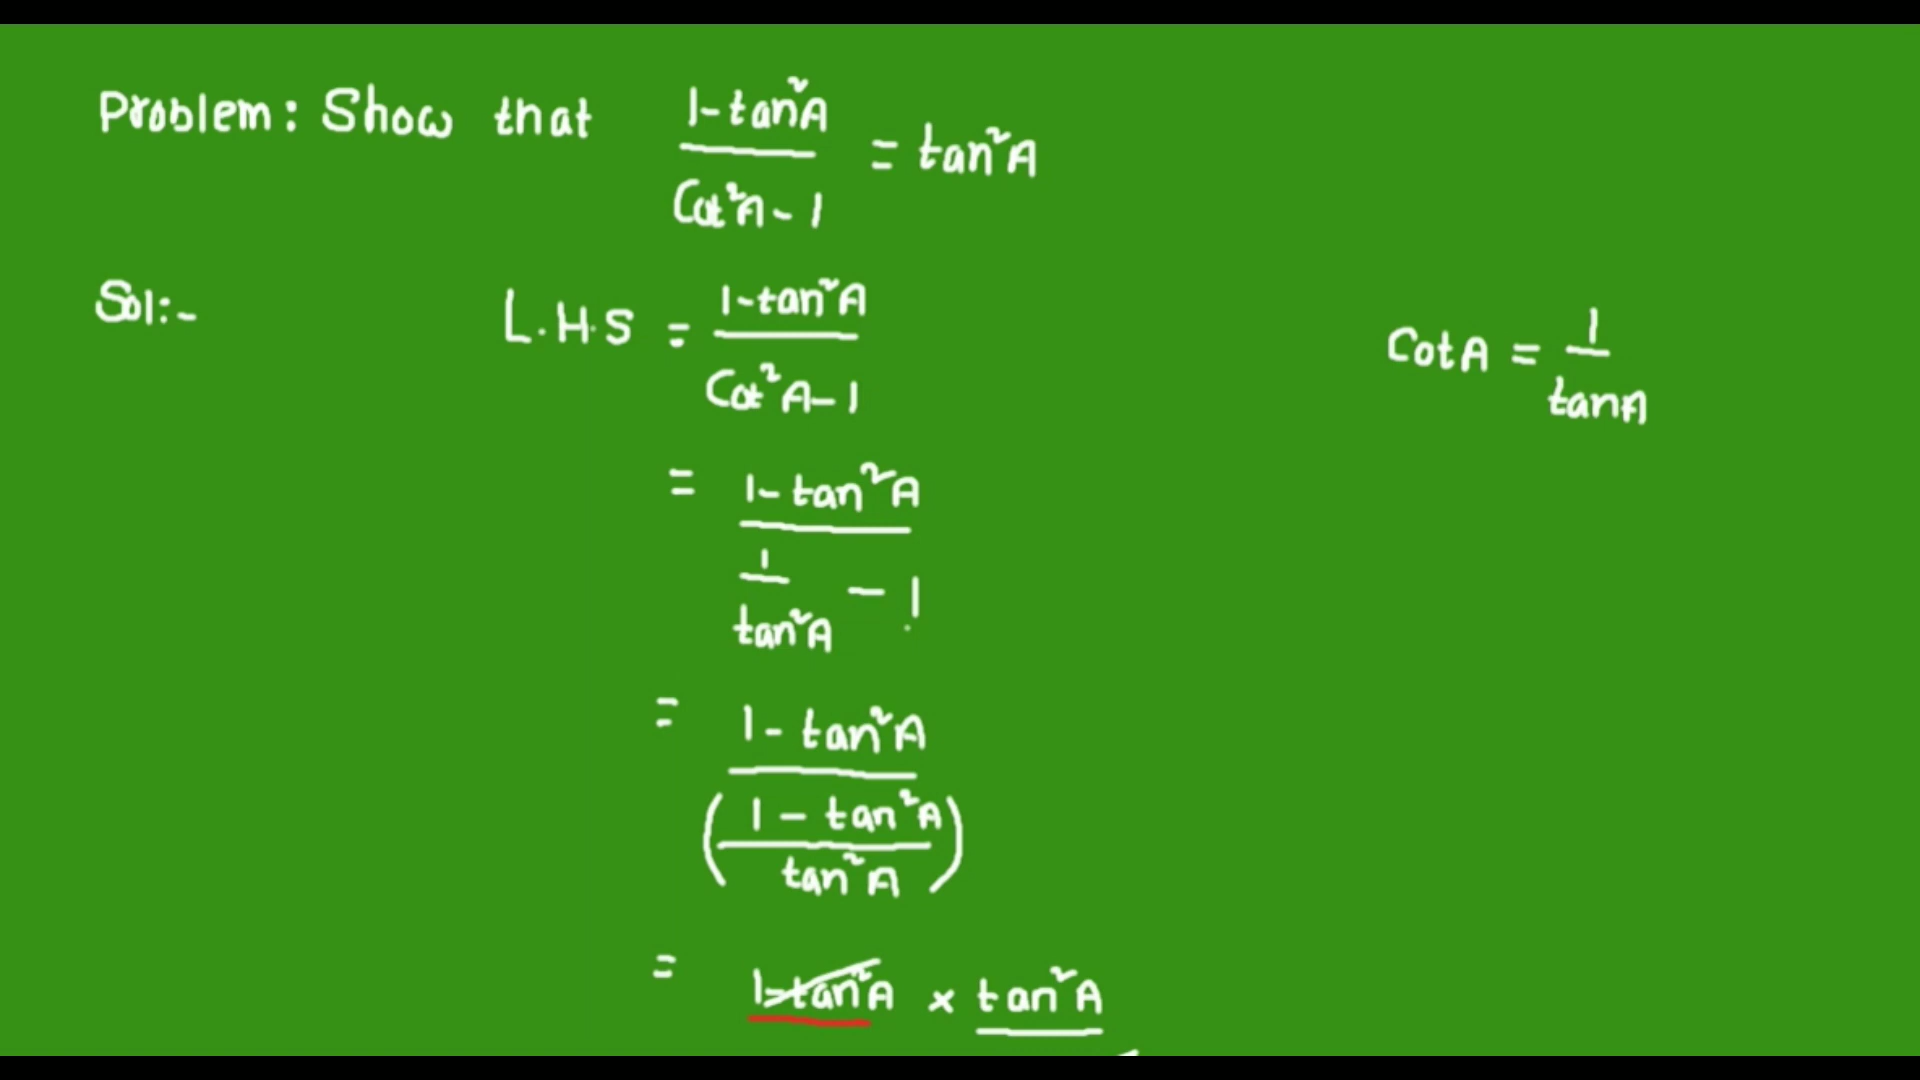 Problem: Show that (1-tan²A)/(Cot²A-1) = tan²A
Sol:- L.H.S = (1-tan²A)/(Cot²A-1)
CotA = 1/tanA
= (1-tan²A)/(1/tan²A - 1)
= (1-tan²A)/((1-tan²A)/tan²A)
= 1-tan²A × tan²A